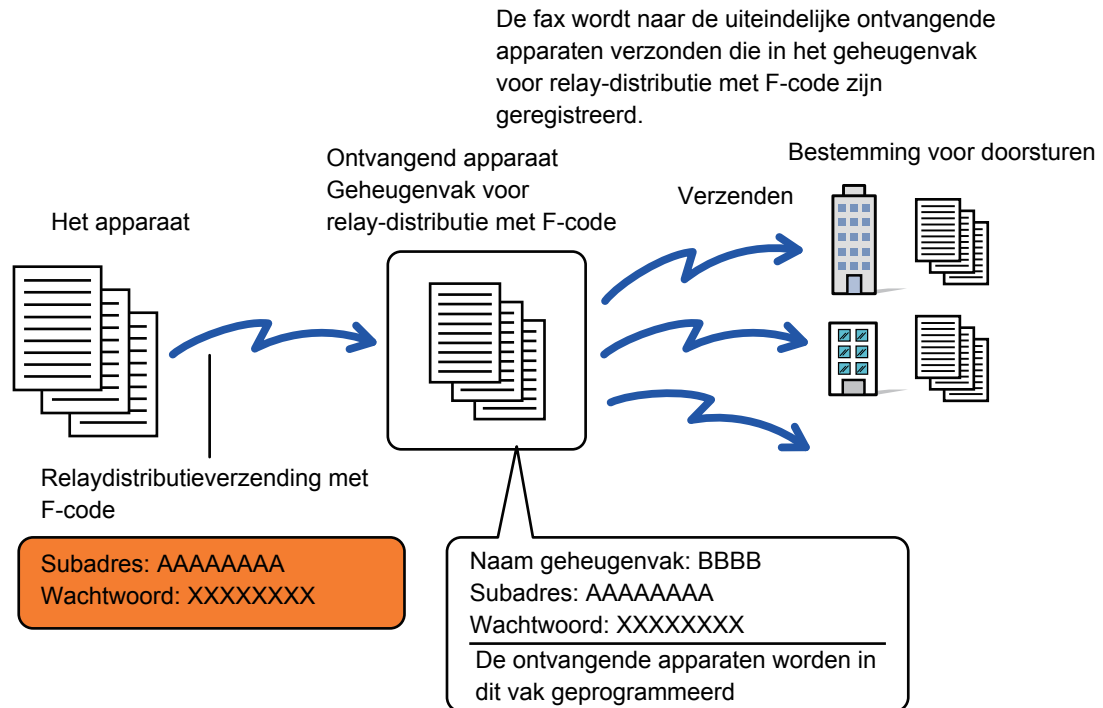 De fax wordt naar de uiteindelijke ontvangende
apparaten verzonden die in het geheugenvak
voor relay-distributie met F-code zijn
geregistreerd.
Het apparaat
Ontvangend apparaat
Geheugenvak voor
relay-distributie met F-code
Verzenden
Bestemming voor doorsturen
Relaydistributieverzending met
F-code
Subadres: AAAAAAAA
Wachtwoord: XXXXXXXX
Naam geheugenvak: BBBB
Subadres: AAAAAAAA
Wachtwoord: XXXXXXXX
De ontvangende apparaten worden in
dit vak geprogrammeerd